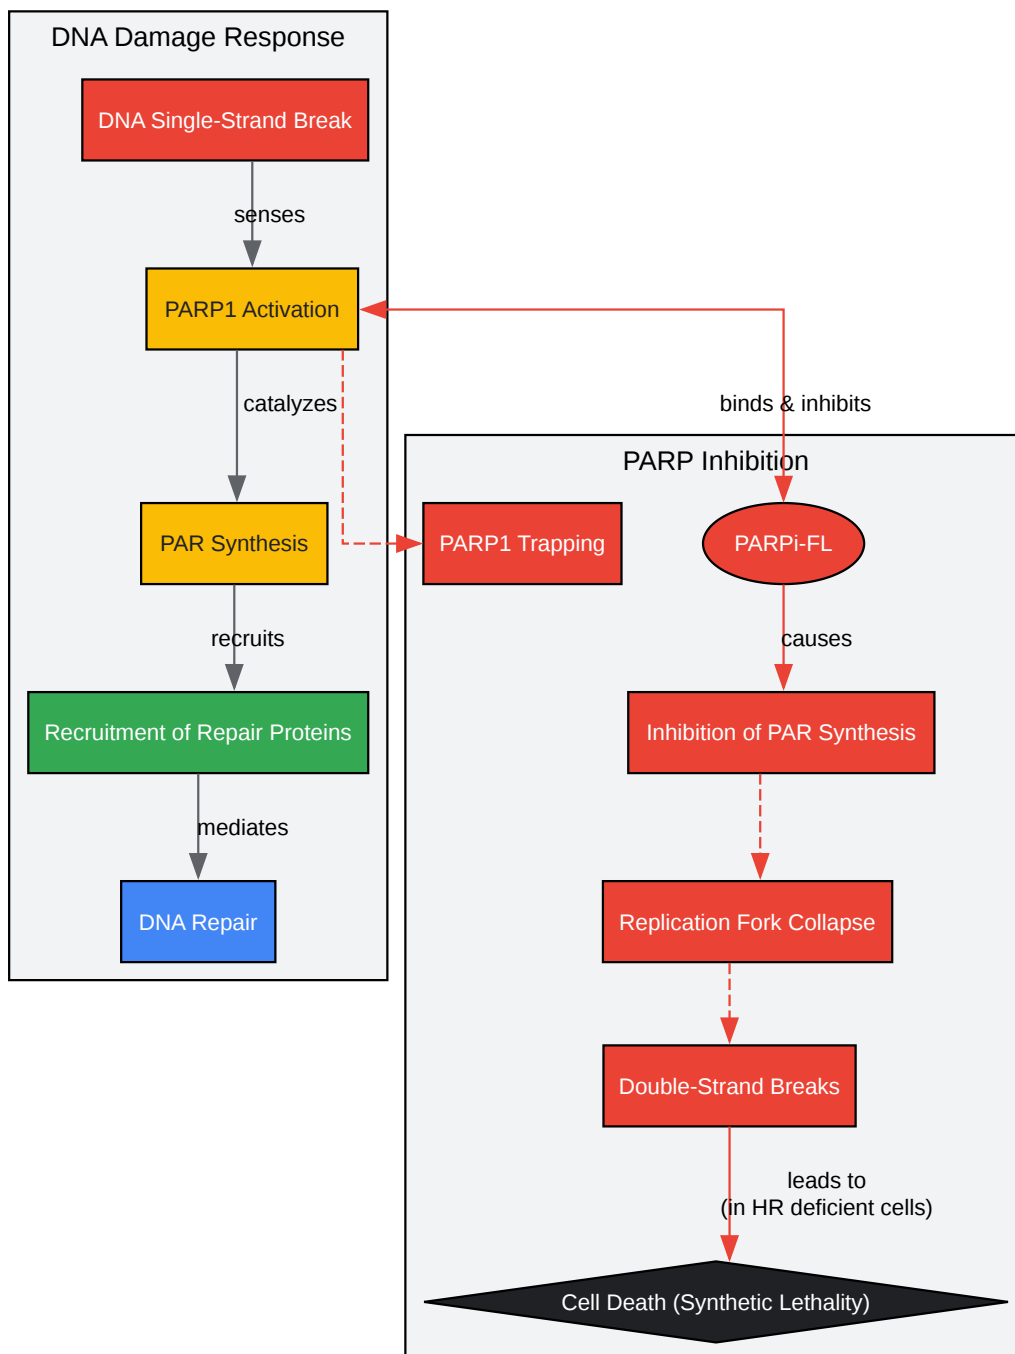 DNA Damage Response
DNA Single-Strand Break
senses
PARP1 Activation
catalyzes
PAR Synthesis
recruits
Recruitment of Repair Proteins
mediates
DNA Repair
binds & inhibits
PARP Inhibition
PARP1 Trapping
PARPi-FL
causes
Inhibition of PAR Synthesis
Replication Fork Collapse
Double-Strand Breaks
leads to
(in HR deficient cells)
Cell Death (Synthetic Lethality)